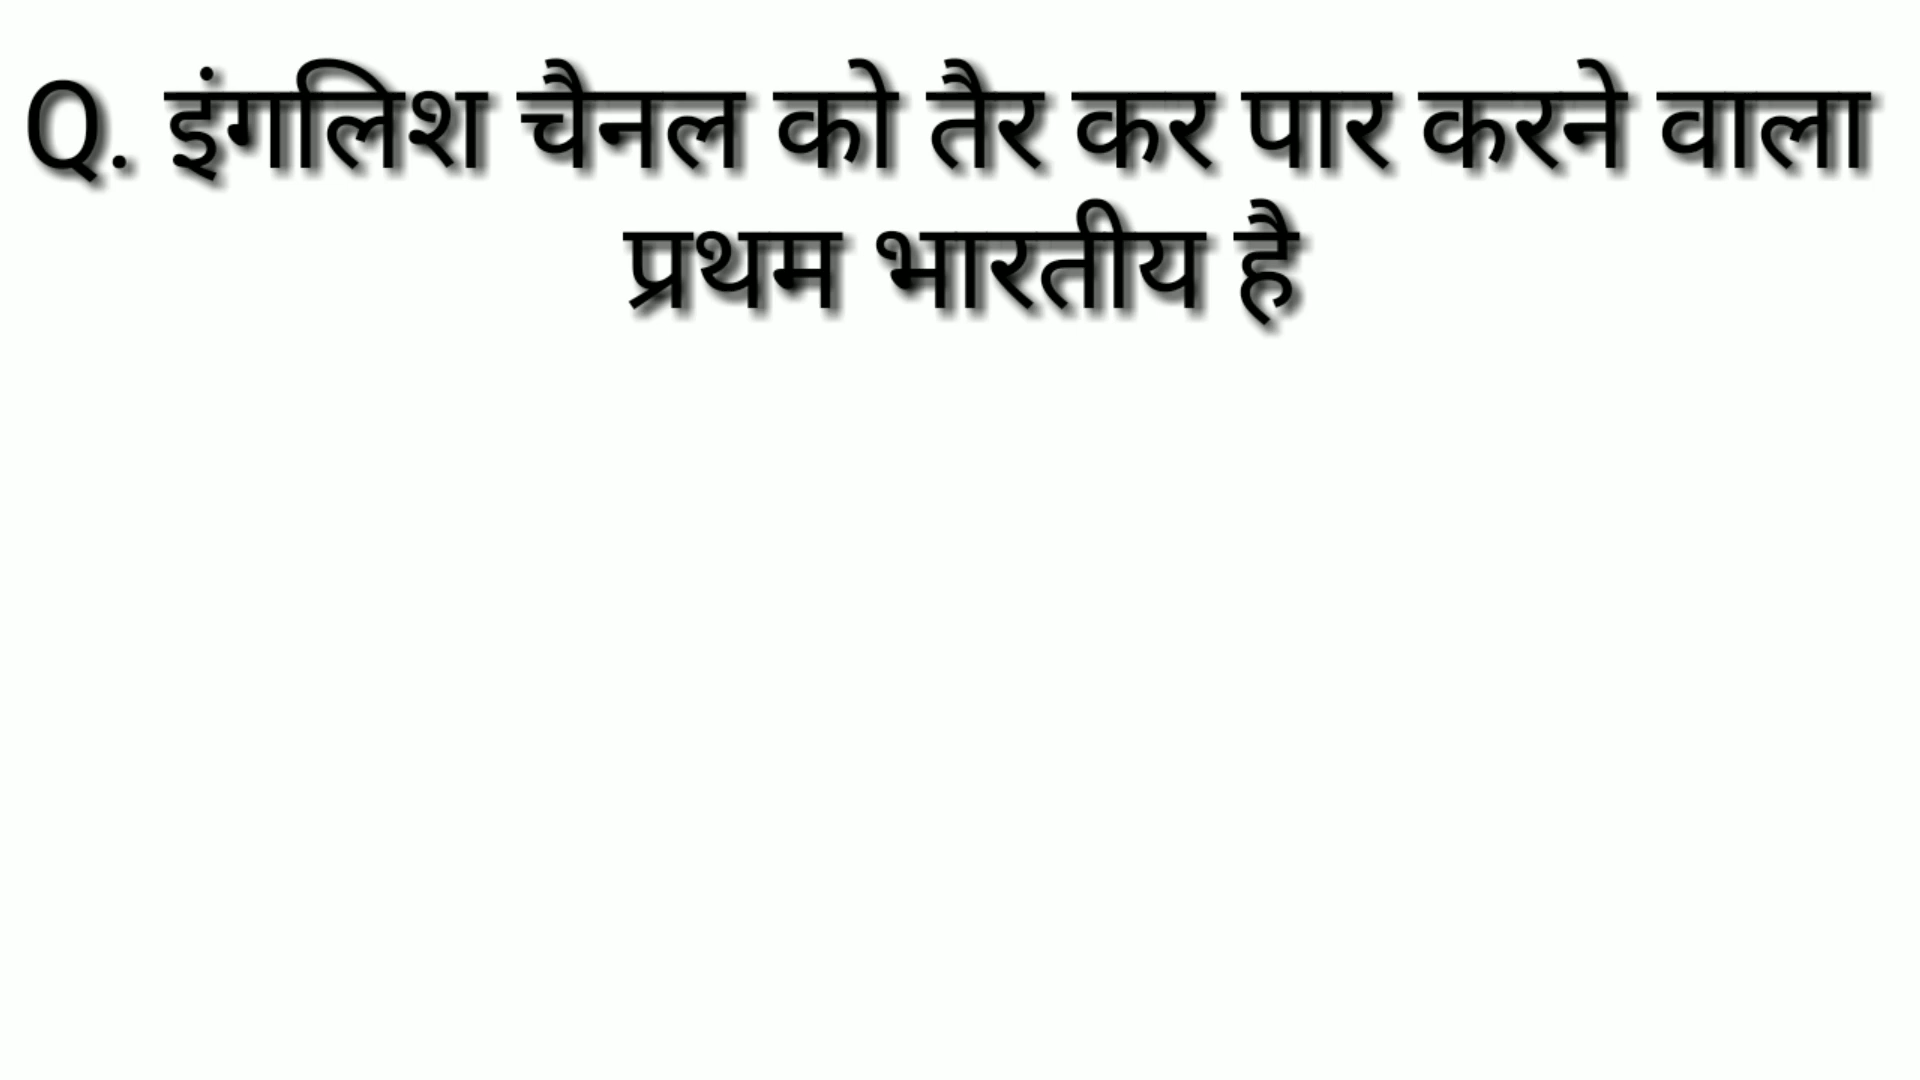 Q. इंगलिश चैनल को तैर कर पार करने वाला
प्रथम भारतीय है